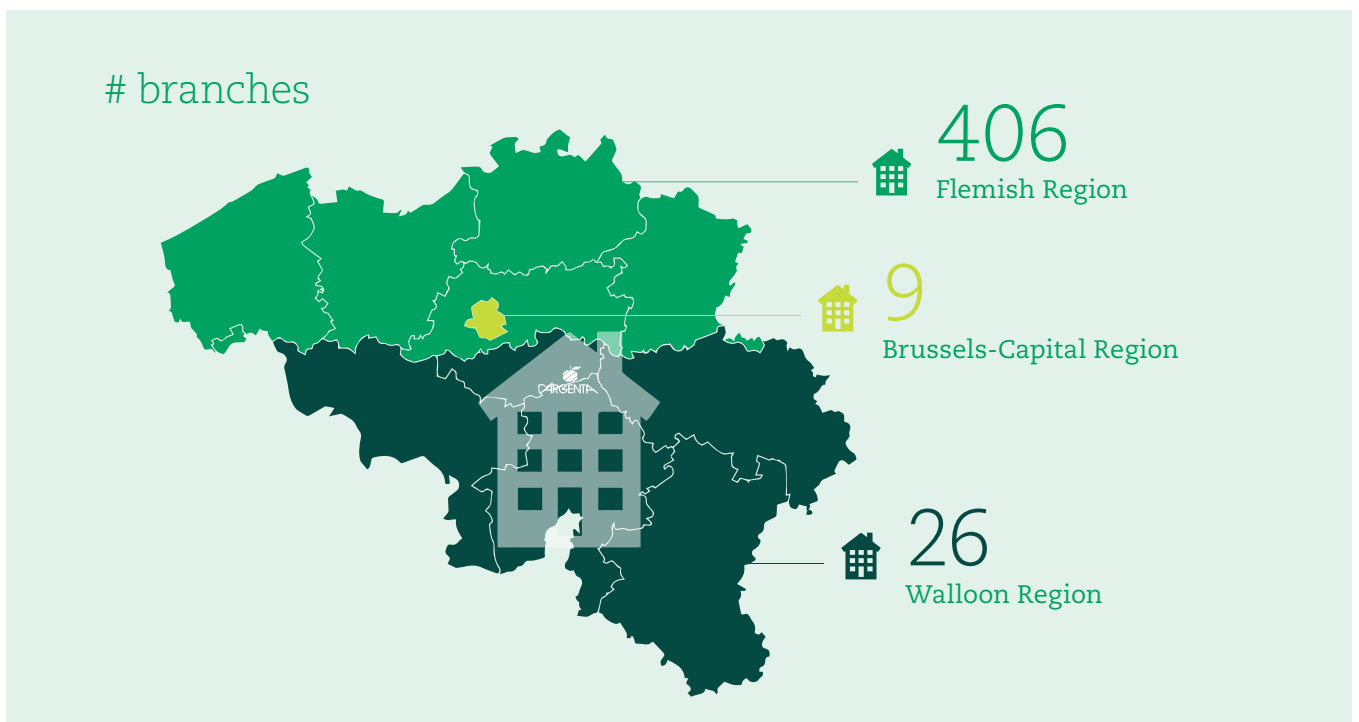 # branches
406
Flemish Region
9
Brussels-Capital Region
ARGENTA
26
Walloon Region